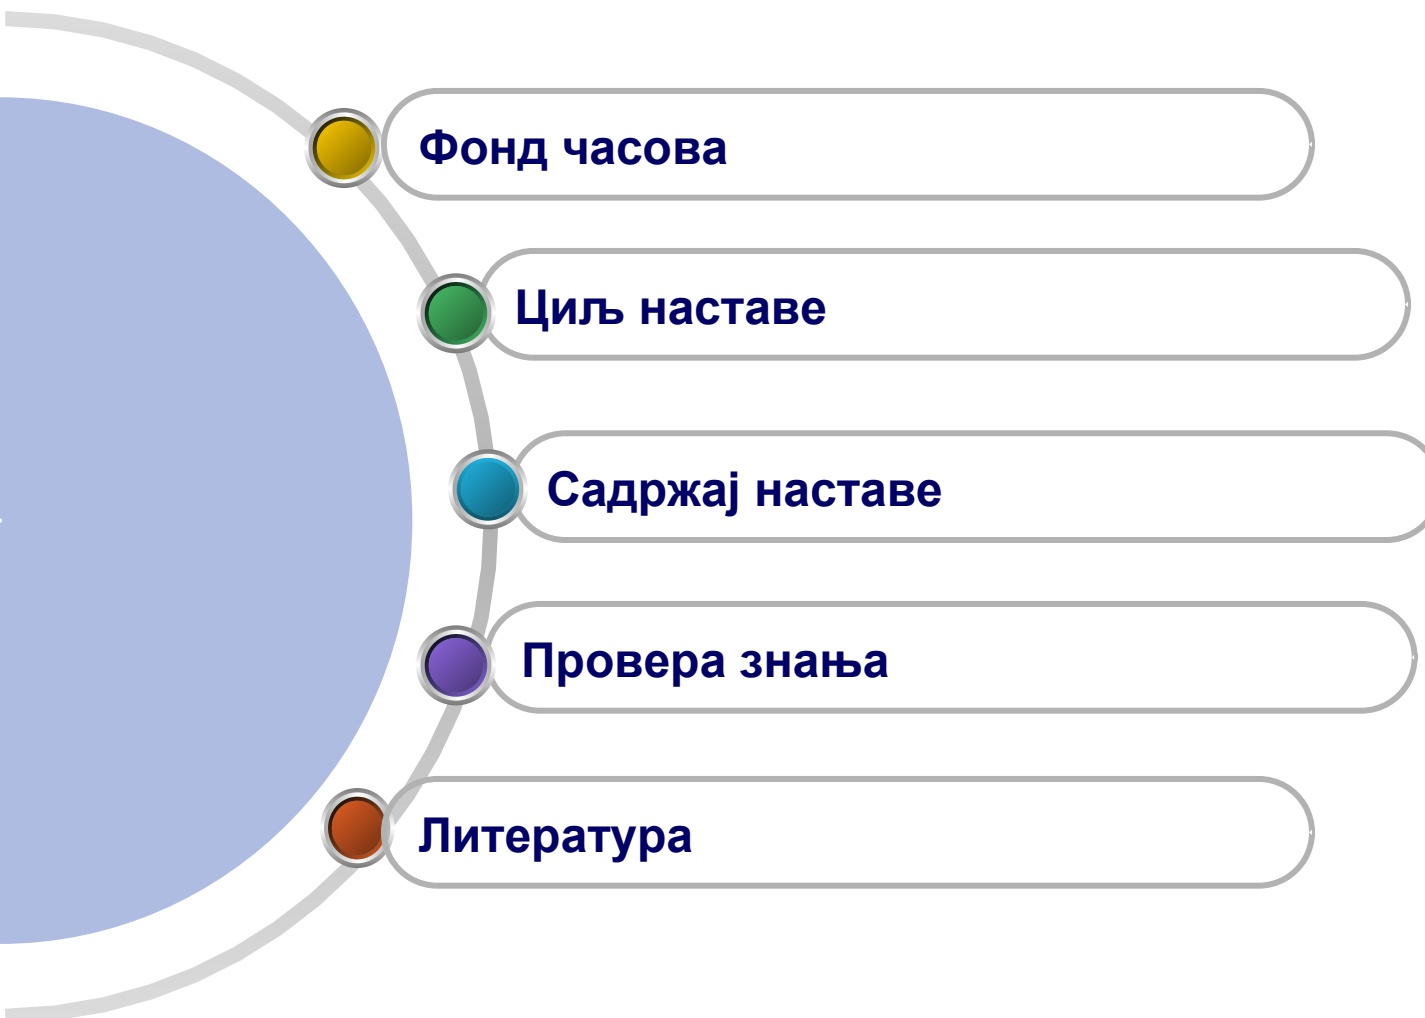 Фонд часова
Циљ наставе
Садржај наставе
Провера знања
Литература